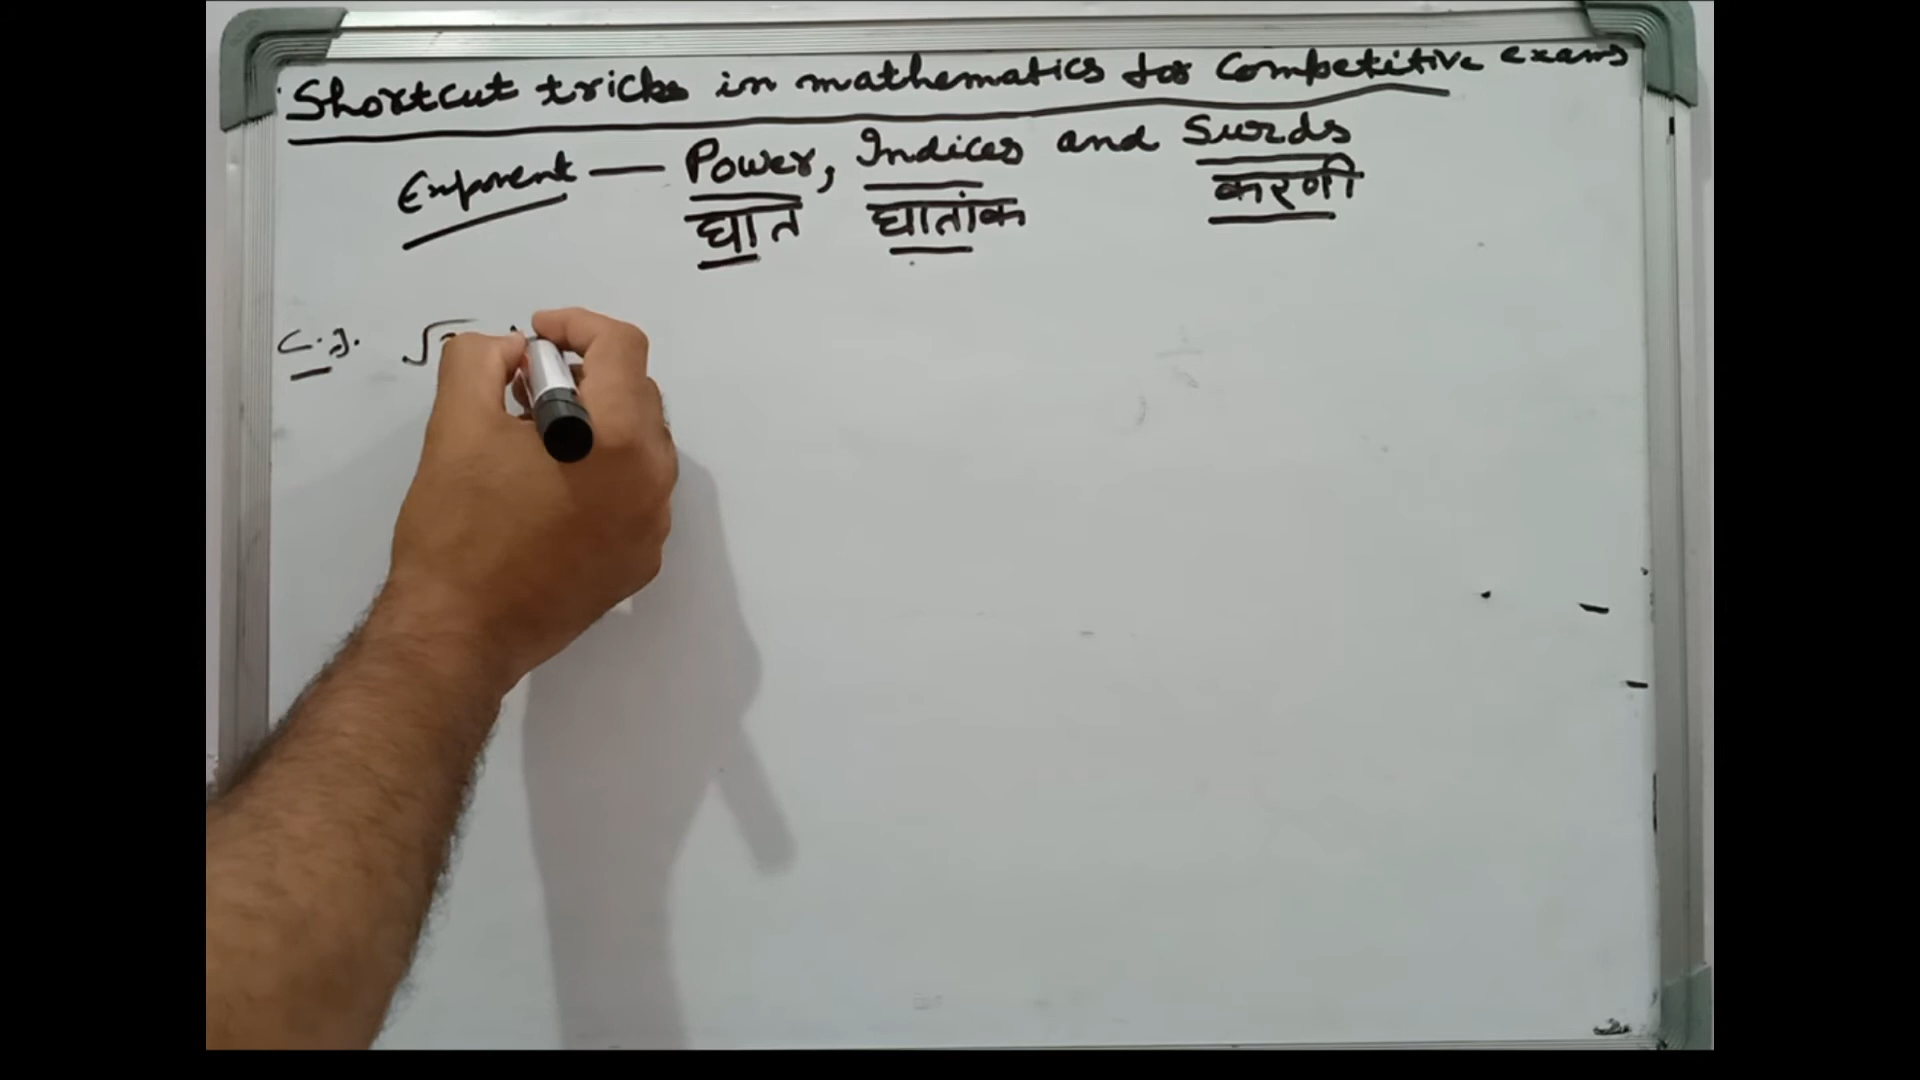 Shortcut tricks in mathematics for Competitive exams
Exponent — Power, Indices and Surds
घात घातांक करणी
e.g. √